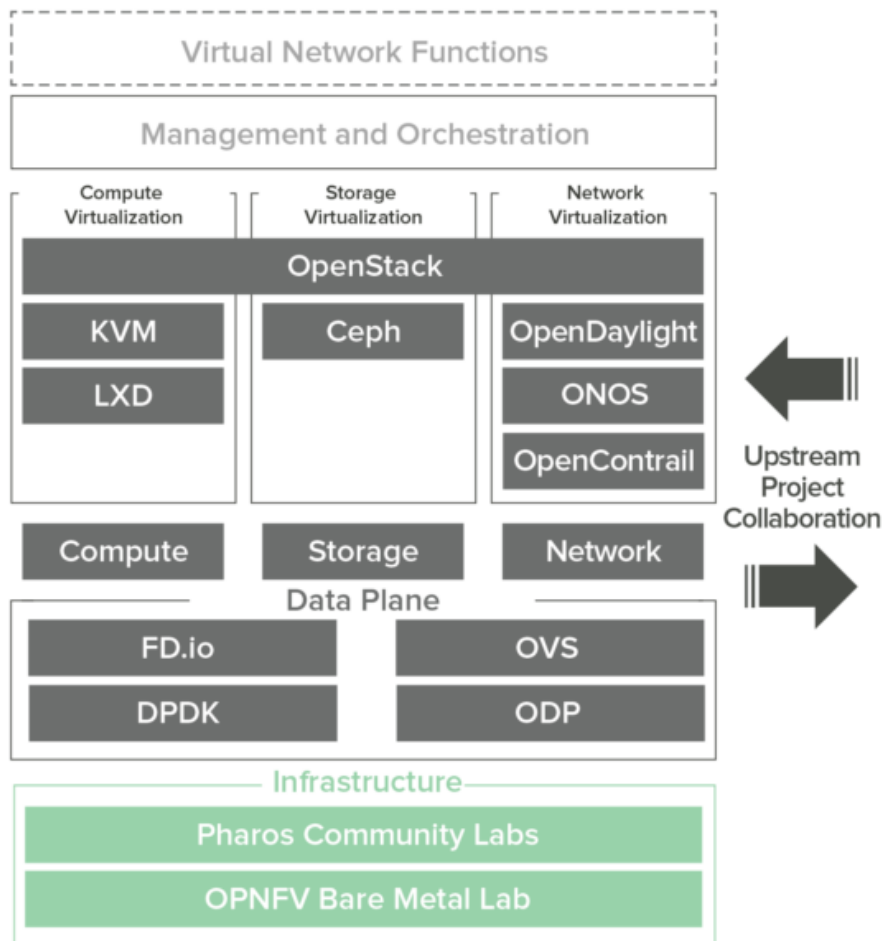 Virtual Network Functions
Management and Orchestration
Compute
Virtualization
Storage
Virtualization
Network
Virtualization
OpenStack
KVM
Ceph
OpenDaylight
LXD
ONOS
OpenContrail
Upstream
Project
Collaboration
Compute
Storage
Network
Data Plane
FD.io
OVS
DPDK
ODP
Infrastructure
Pharos Community Labs
OPNFV Bare Metal Lab